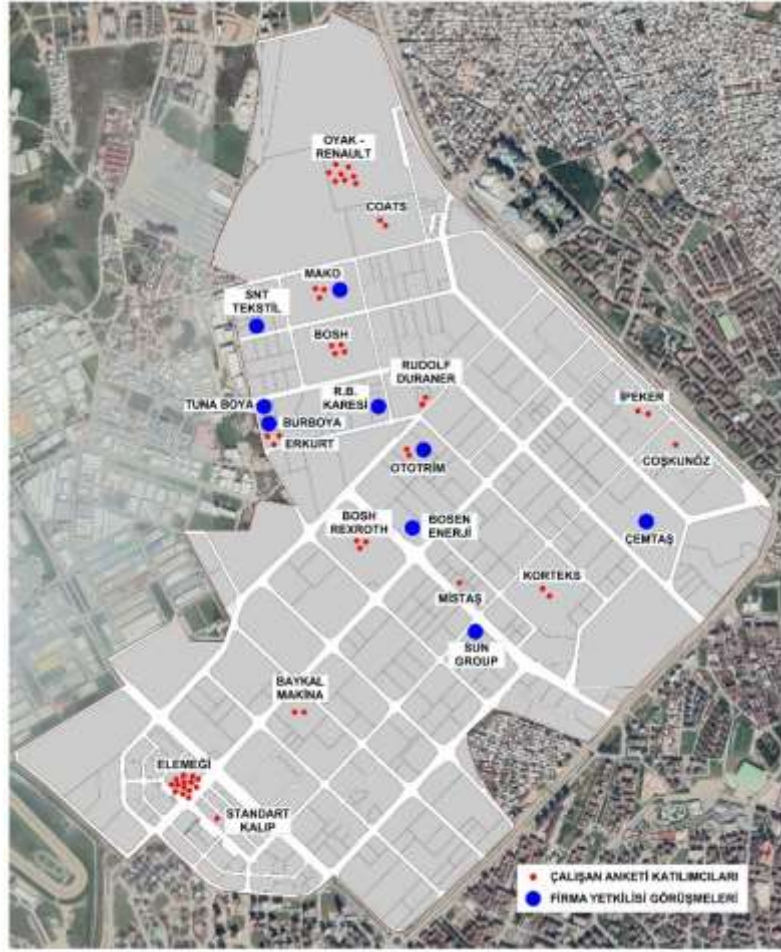 OYAK -
RENAULT
COATS
MAKO
SNT
TEKSTİL
BOSH
RUDOLF
DURANER
R.B.
KARESİ
TUNA BOYA
BURBOYA
ERKURT
İPEKER
COŞKUNÖZ
OTOTRİM
BOSH
REXROTH
BOSEN
ENERJİ
ÇEMTAŞ
MİSTAŞ
KORTEKS
SUN
GROUP
BAYKAL
MAKİNA
ELEMEĞİ
STANDART
KALIP
ÇALIŞAN ANKETİ KATILIMCILARI
FİRMA YETKİLİSİ GÖRÜŞMELERİ